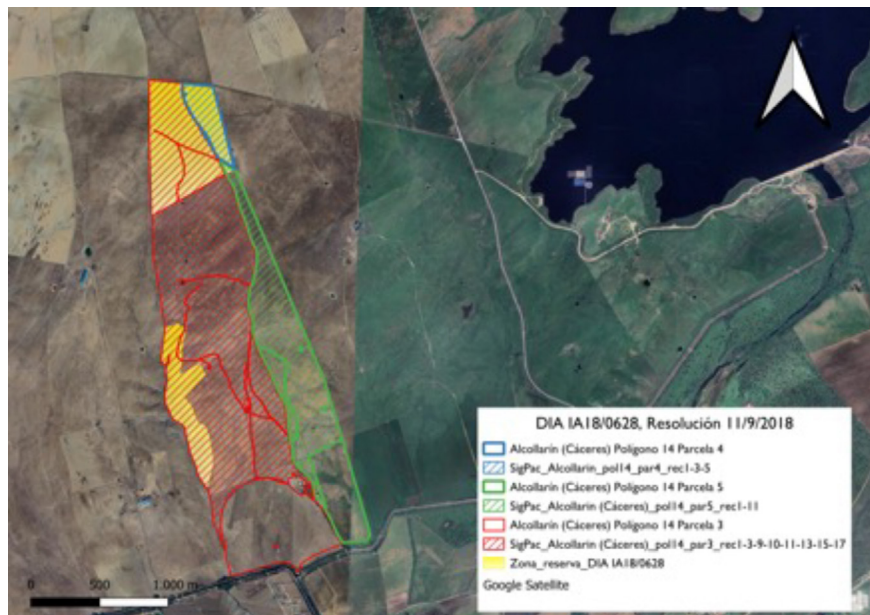 DIA IA18/0628, Resolución 11/9/2018
Alcollarín (Cáceres) Polígono 14 Parcela 4
SigPac_Alcollarin_pol14_par4_rec1-3-5
Alcollarín (Cáceres) Polígono 14 Parcela 5
SigPac_Alcollarin (Cáceres)_pol14_par5_rec1-11
Alcollarín (Cáceres) Polígono 14 Parcela 3
SigPac_Alcollarin (Cáceres)_pol14_par3_rec1-3-9-10-11-13-15-17
Zona_reserva_DIA IA18/0628
Google Satellite
0 500 1.000 m